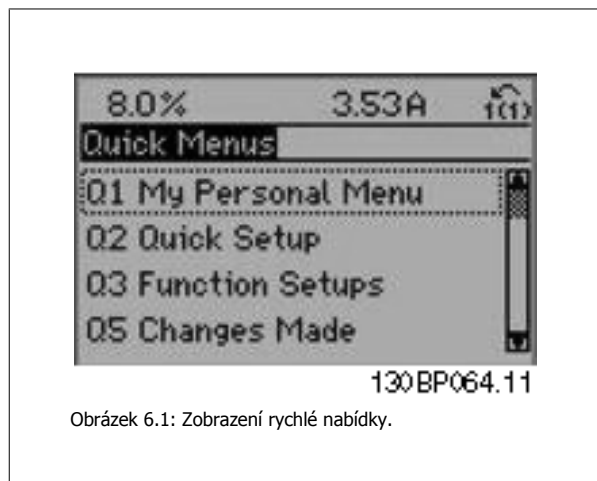 8.0% 3.53A 1(1)
Quick Menus
Q1 My Personal Menu
Q2 Quick Setup
Q3 Function Setups
Q5 Changes Made
130BP064.11
Obrázek 6.1: Zobrazení rychlé nabídky.